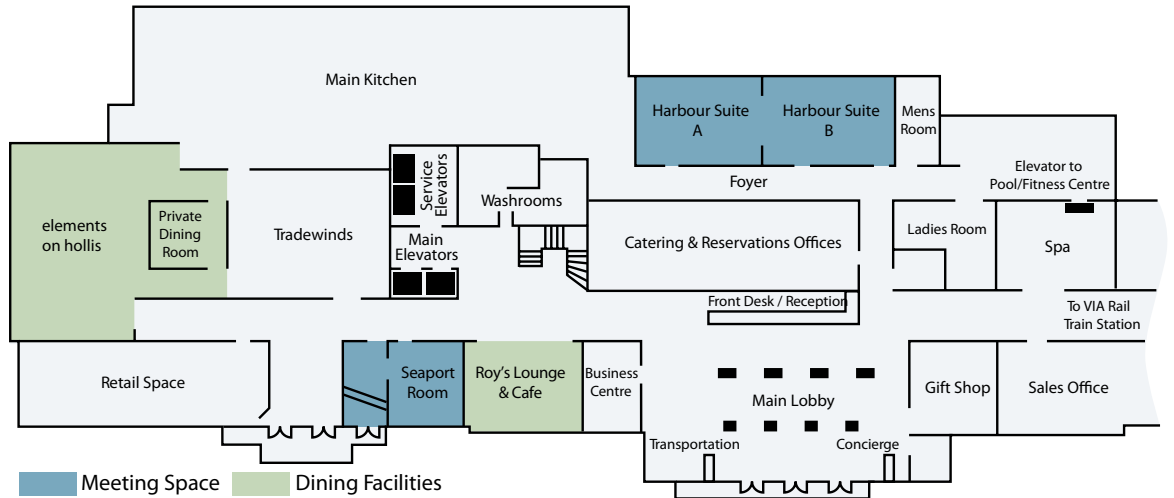 Main Kitchen
Harbour Suite
A
Harbour Suite
B
Mens
Room
Service
Elevators
Elevator to
Pool/Fitness Centre
Foyer
Washrooms
elements
on hollis
Private
Dining
Room
Tradewinds
Main
Elevators
Catering & Reservations Offices
Ladies Room
Spa
Front Desk / Reception
To VIA Rail
Train Station
Retail Space
Seaport
Room
Roy's Lounge
& Cafe
Business
Centre
Main Lobby
Gift Shop
Sales Office
Transportation
Concierge
Meeting Space
Dining Facilities